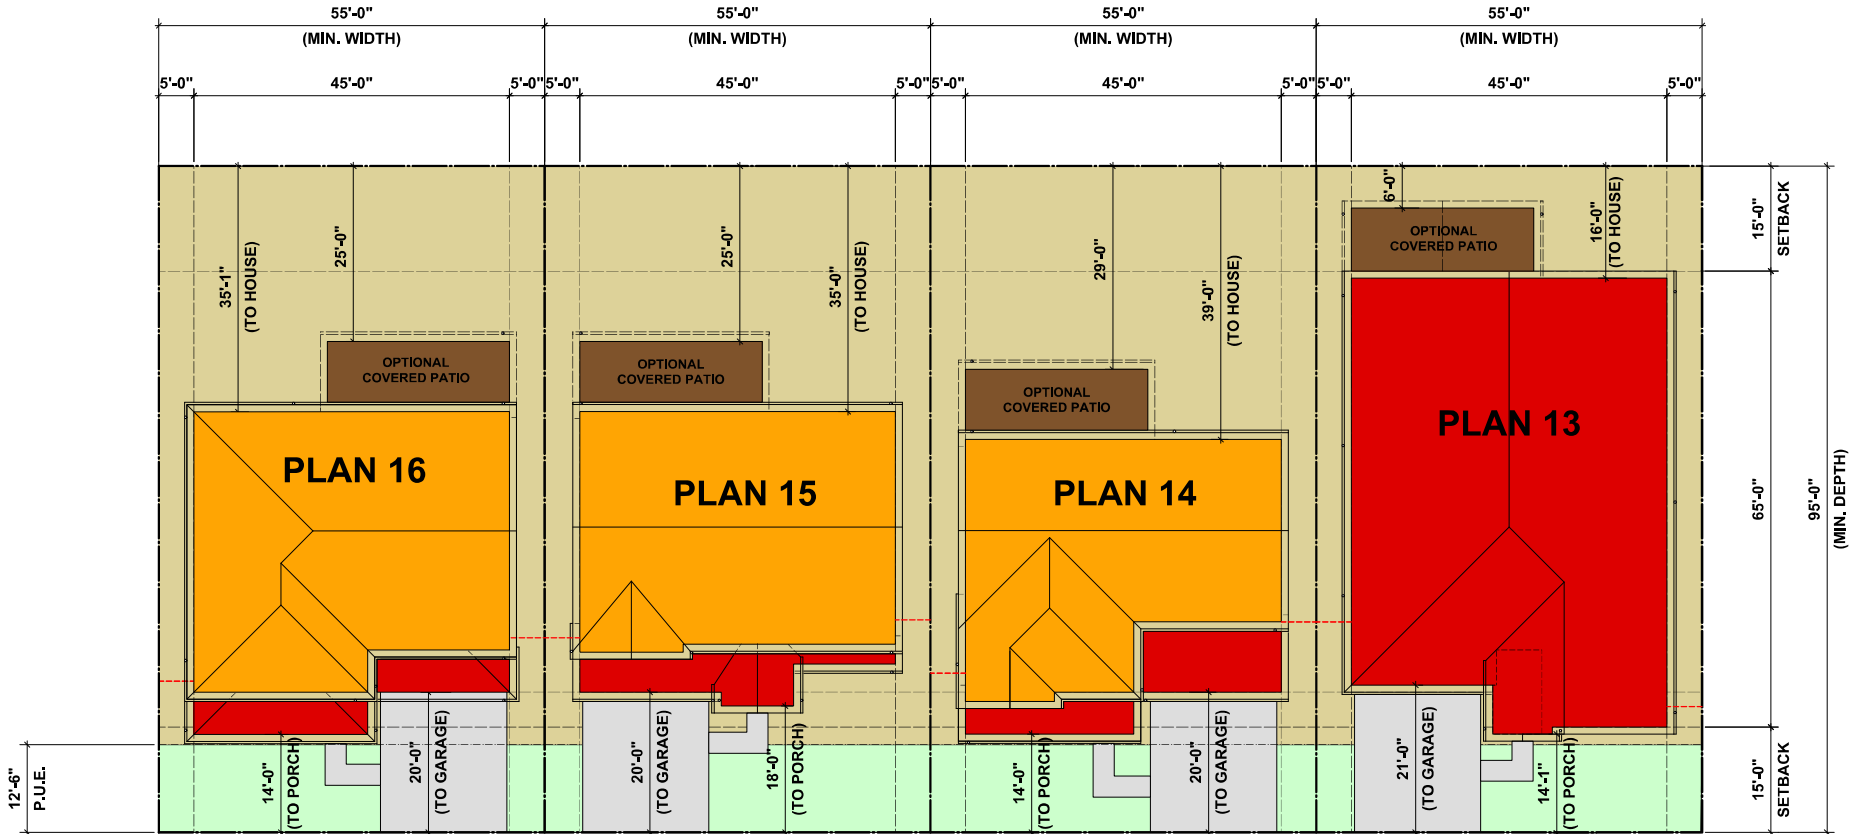 55'-0" 55'-0" 55'-0" 55'-0"
(MIN. WIDTH) (MIN. WIDTH) (MIN. WIDTH) (MIN. WIDTH)
5'-0" 45'-0" 5'-0" 5'-0" 45'-0" 5'-0" 5'-0" 45'-0" 5'-0" 5'-0" 45'-0" 5'-0"
35'-1"
(TO HOUSE)
25'-0"
OPTIONAL
COVERED PATIO
PLAN 16
14'-0"
(TO PORCH)
20'-0"
(TO GARAGE)
12'-6"
P.U.E.
25'-0"
35'-0"
(TO HOUSE)
OPTIONAL
COVERED PATIO
PLAN 15
20'-0"
(TO GARAGE)
18'-0"
(TO PORCH)
29'-0"
39'-0"
(TO HOUSE)
OPTIONAL
COVERED PATIO
PLAN 14
14'-0"
(TO PORCH)
20'-0"
(TO GARAGE)
6'-0"
16'-0"
(TO HOUSE)
OPTIONAL
COVERED PATIO
PLAN 13
21'-0"
(TO GARAGE)
14'-1"
(TO PORCH)
15'-0"
SETBACK
65'-0"
95'-0"
(MIN. DEPTH)
15'-0"
SETBACK